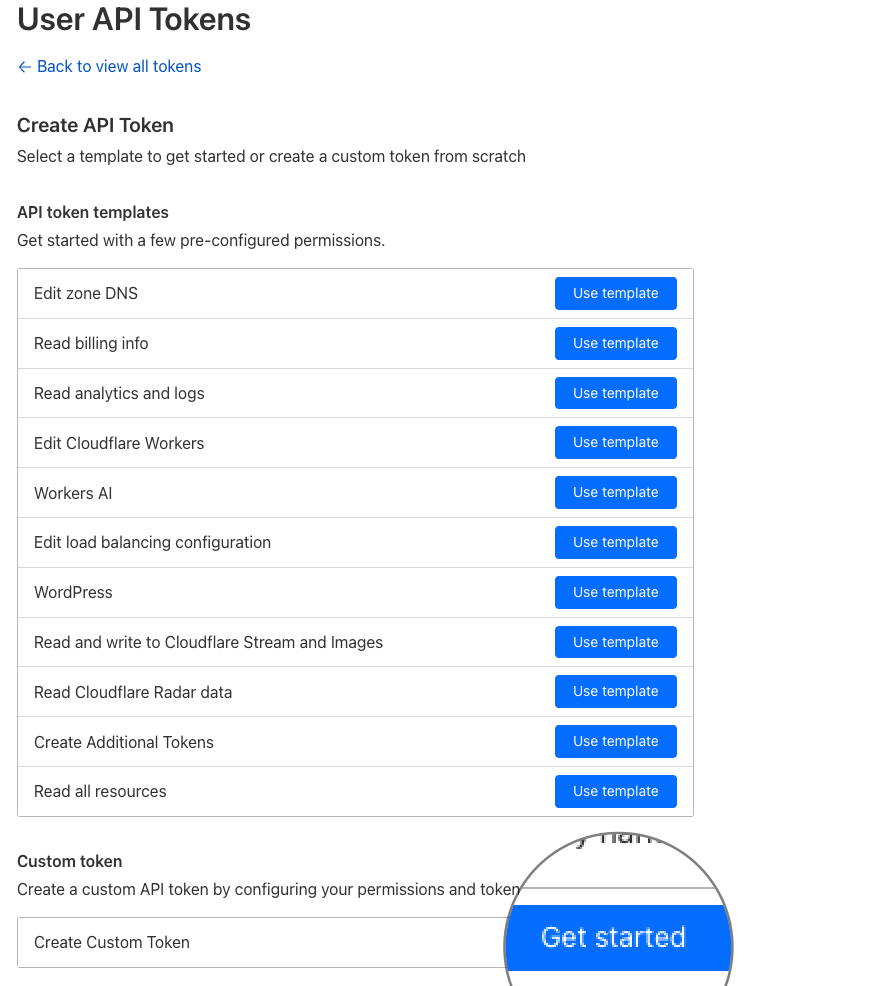 User API Tokens
← Back to view all tokens
Create API Token
Select a template to get started or create a custom token from scratch
API token templates
Get started with a few pre-configured permissions.
Edit zone DNS Use template
Read billing info Use template
Read analytics and logs Use template
Edit Cloudflare Workers Use template
Workers AI Use template
Edit load balancing configuration Use template
WordPress Use template
Read and write to Cloudflare Stream and Images Use template
Read Cloudflare Radar data Use template
Create Additional Tokens Use template
Read all resources Use template
Custom token
Create a custom API token by configuring your permissions and token
Create Custom Token Get started